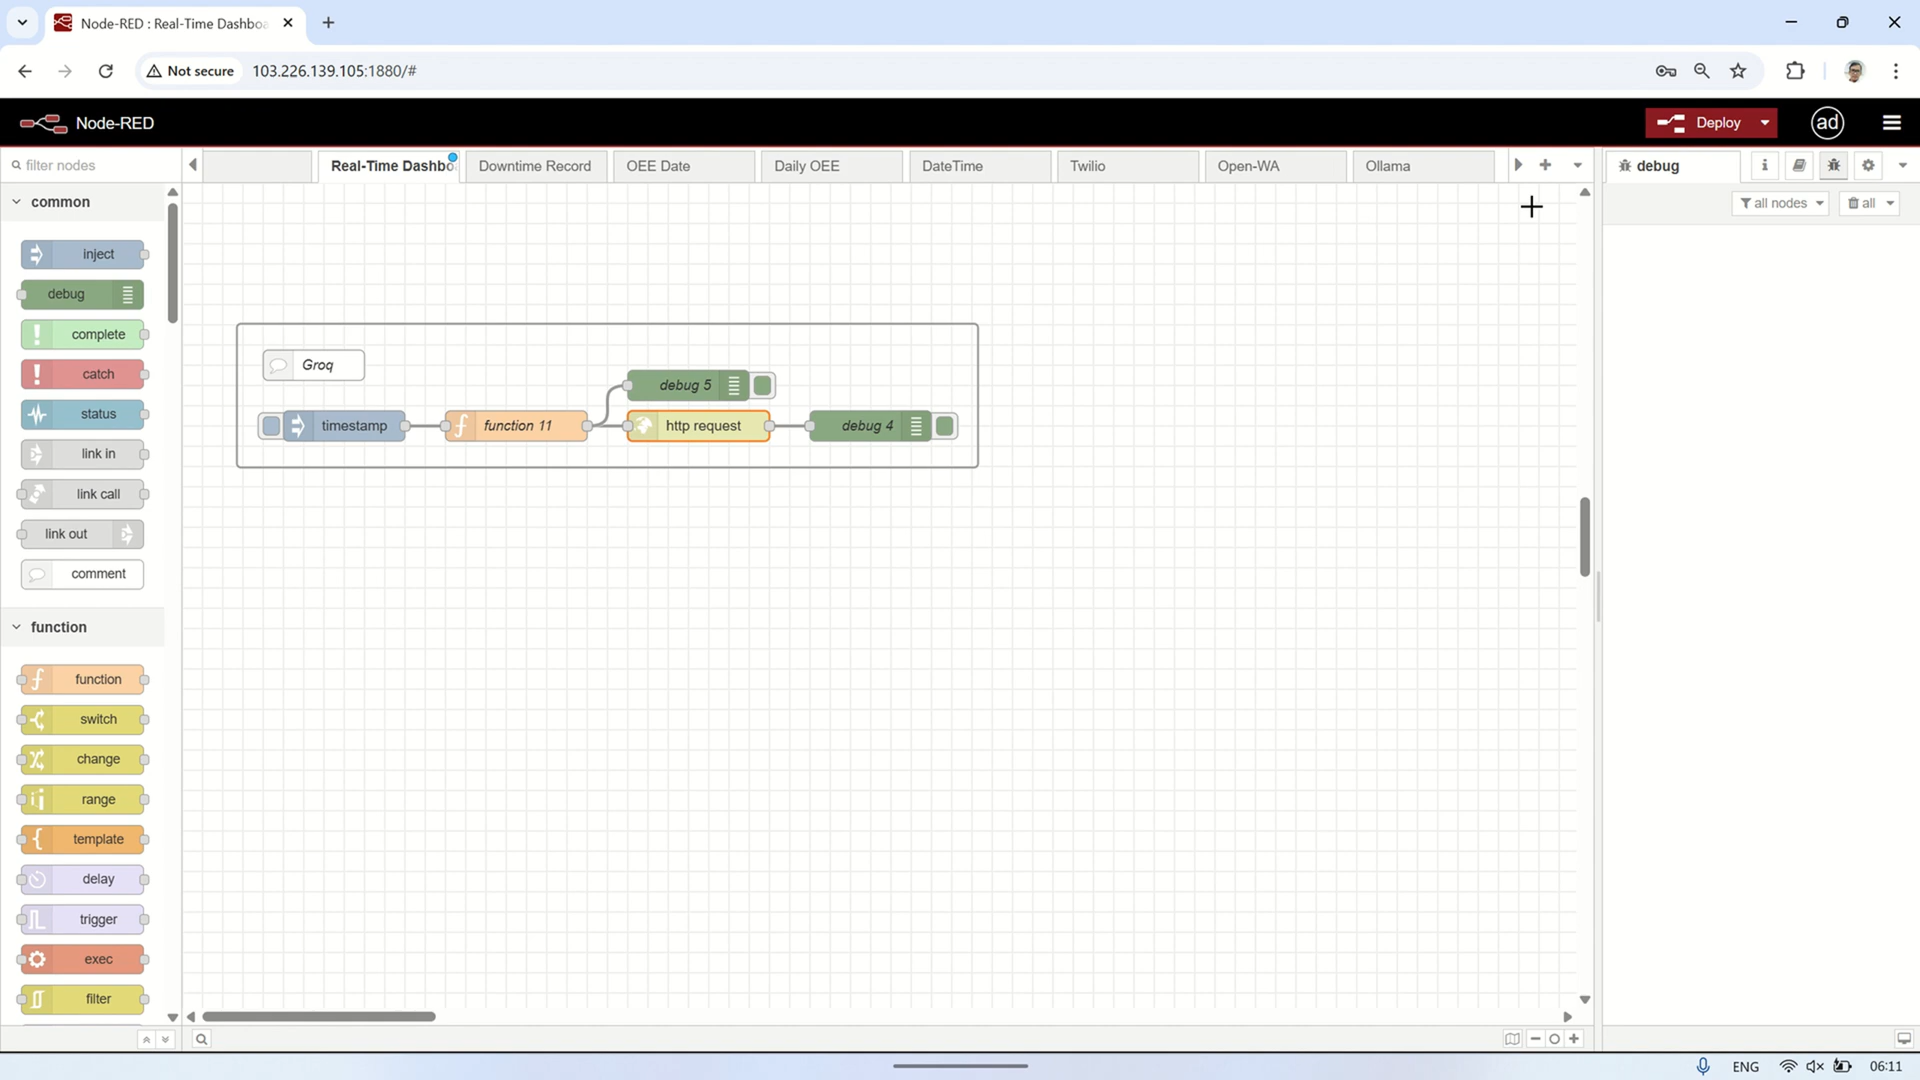 Node-RED : Real-Time Dashboa
Not secure
103.226.139.105:1880/#
Node-RED
Deploy
ad
filter nodes
Real-Time Dashbo
Downtime Record
OEE Date
Daily OEE
DateTime
Twilio
Open-WA
Ollama
debug
i
all nodes
all
common
inject
debug
complete
catch
status
link in
link call
link out
comment
function
function
switch
change
range
template
delay
trigger
exec
filter
Groq
debug 5
timestamp
function 11
http request
debug 4
ENG
06:11